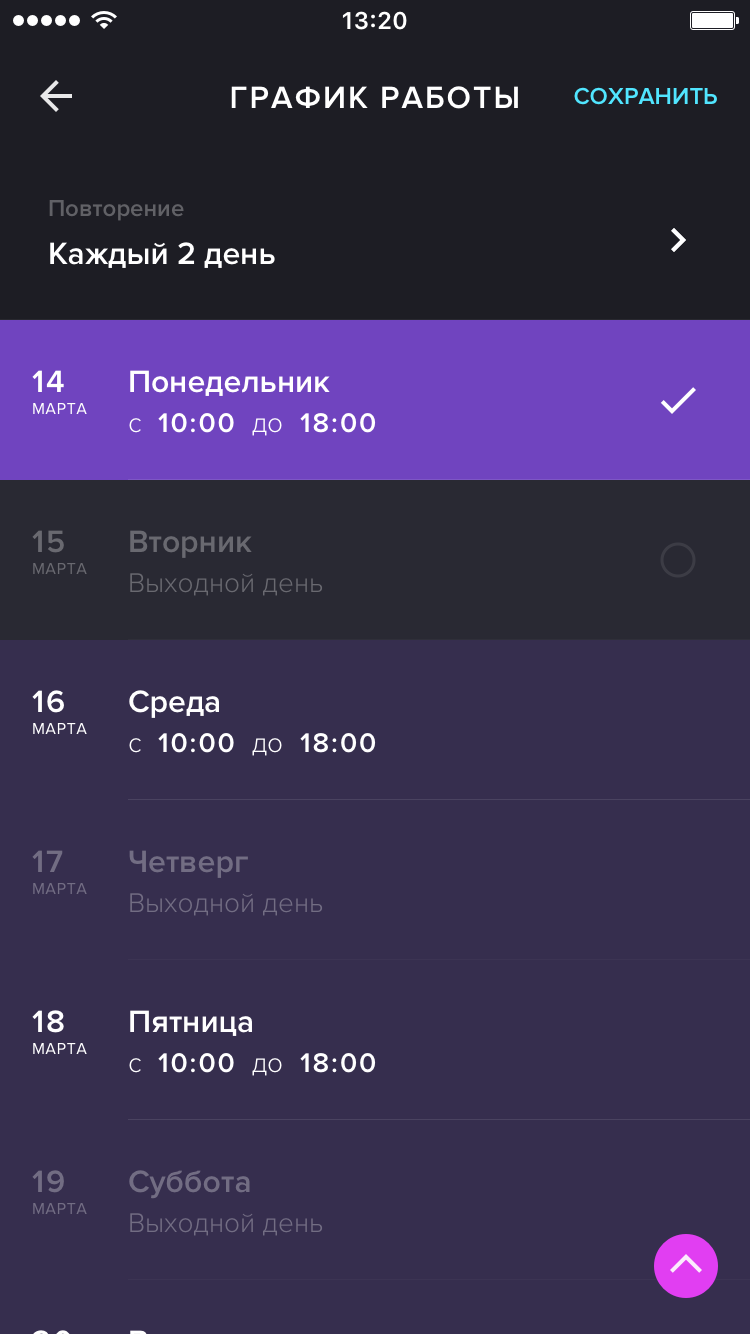 13:20
ГРАФИК РАБОТЫ
СОХРАНИТЬ
Повторение
Каждый 2 день
14 Понедельник
МАРТА с 10:00 до 18:00
15 Вторник
МАРТА Выходной день
16 Среда
МАРТА с 10:00 до 18:00
17 Четверг
МАРТА Выходной день
18 Пятница
МАРТА с 10:00 до 18:00
19 Суббота
МАРТА Выходной день